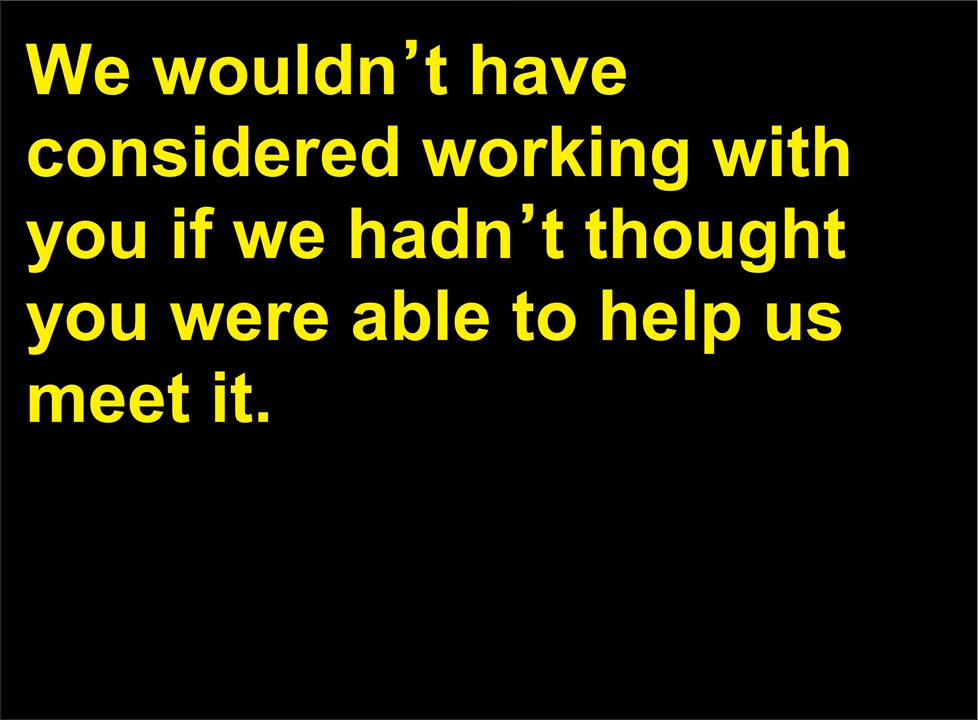 We wouldn’t have
considered working with
you if we hadn’t thought
you were able to help us
meet it.